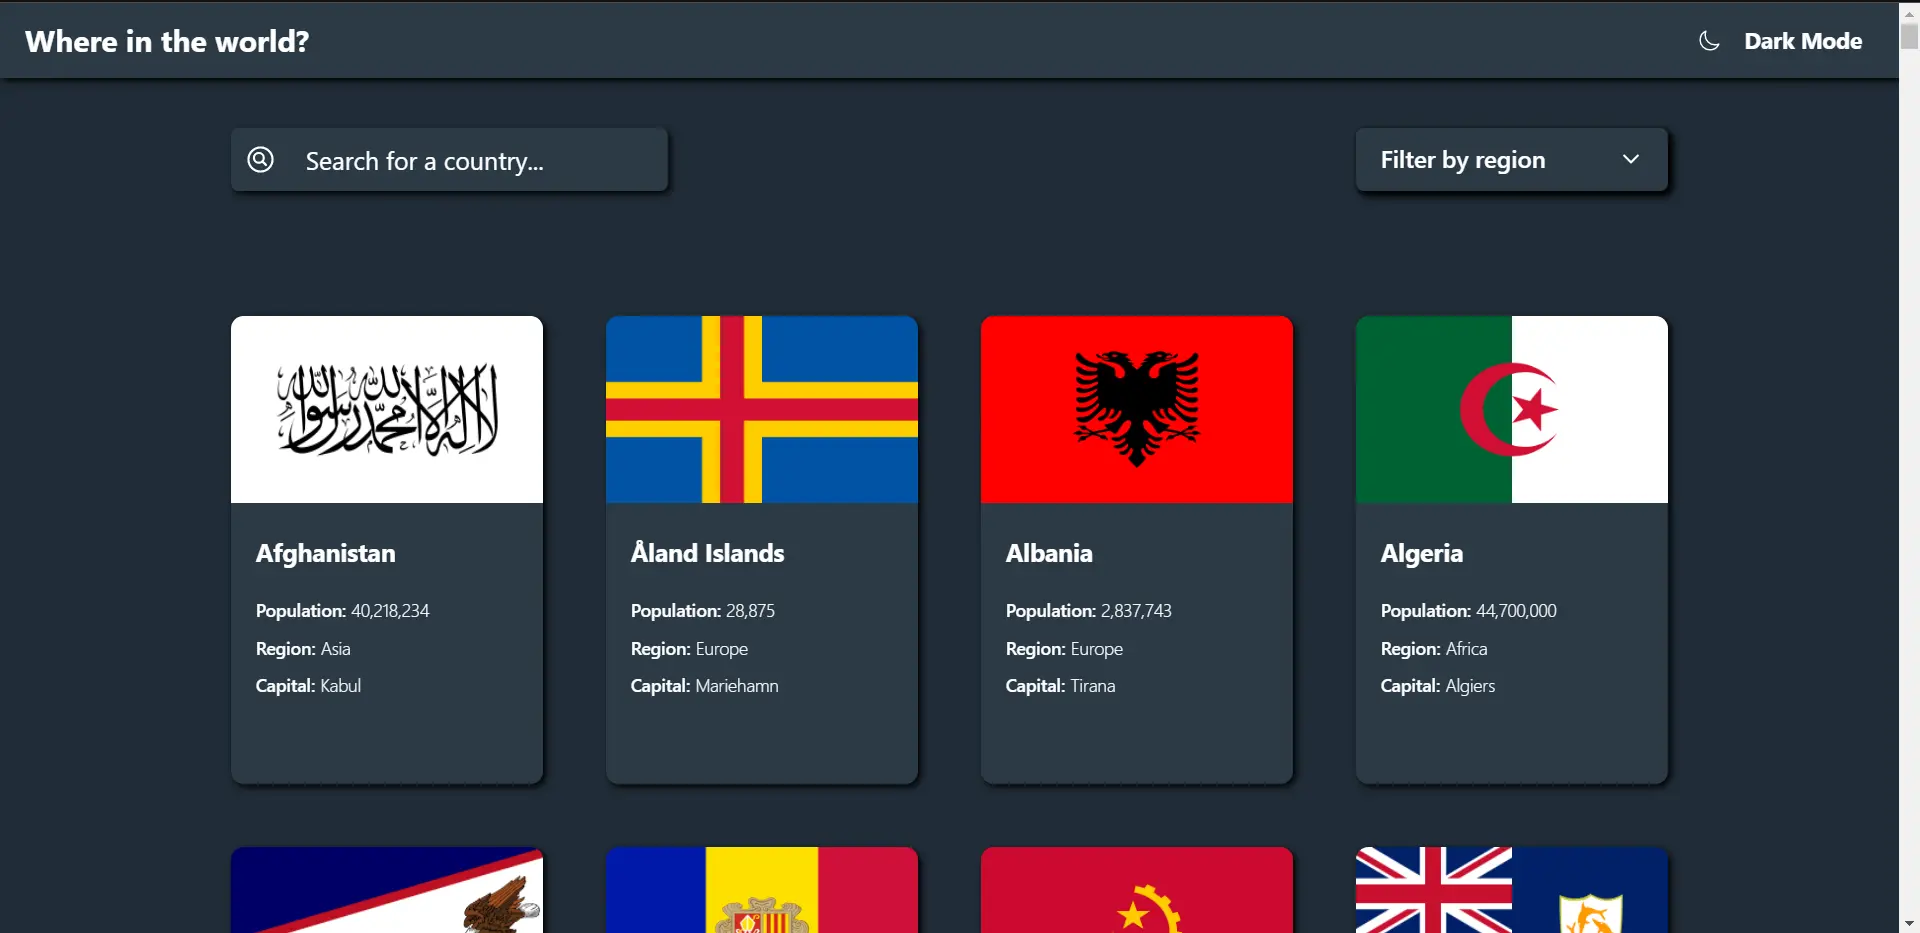 Where in the world?
Dark Mode
Search for a country...
Filter by region
لا إله إلا الله محمد رسول الله
Afghanistan
Population: 40,218,234
Region: Asia
Capital: Kabul
Åland Islands
Population: 28,875
Region: Europe
Capital: Mariehamn
Albania
Population: 2,837,743
Region: Europe
Capital: Tirana
Algeria
Population: 44,700,000
Region: Africa
Capital: Algiers